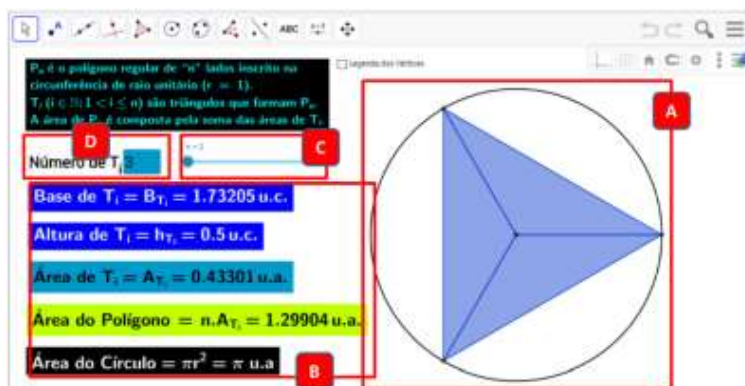 ABC
Pₙ é o polígono regular de "n" lados inscrito na
circunferência de raio unitário (r = 1).
Tᵢ (i ∈ ℕ| 1 < i ≤ n) são triângulos que formam Pₙ.
A área de Pₙ é composta pela soma das áreas de Tᵢ
Legenda dos Vértices
A
D
C
Número de Tᵢ 3
Base de Tᵢ = B_Tᵢ = 1.73205 u.c.
Altura de Tᵢ = h_Tᵢ = 0.5 u.c.
Área de Tᵢ = A_Tᵢ = 0.43301 u.a.
Área do Polígono = n.A_Tᵢ = 1.29904 u.a.
Área do Círculo = πr² = π u.a
B